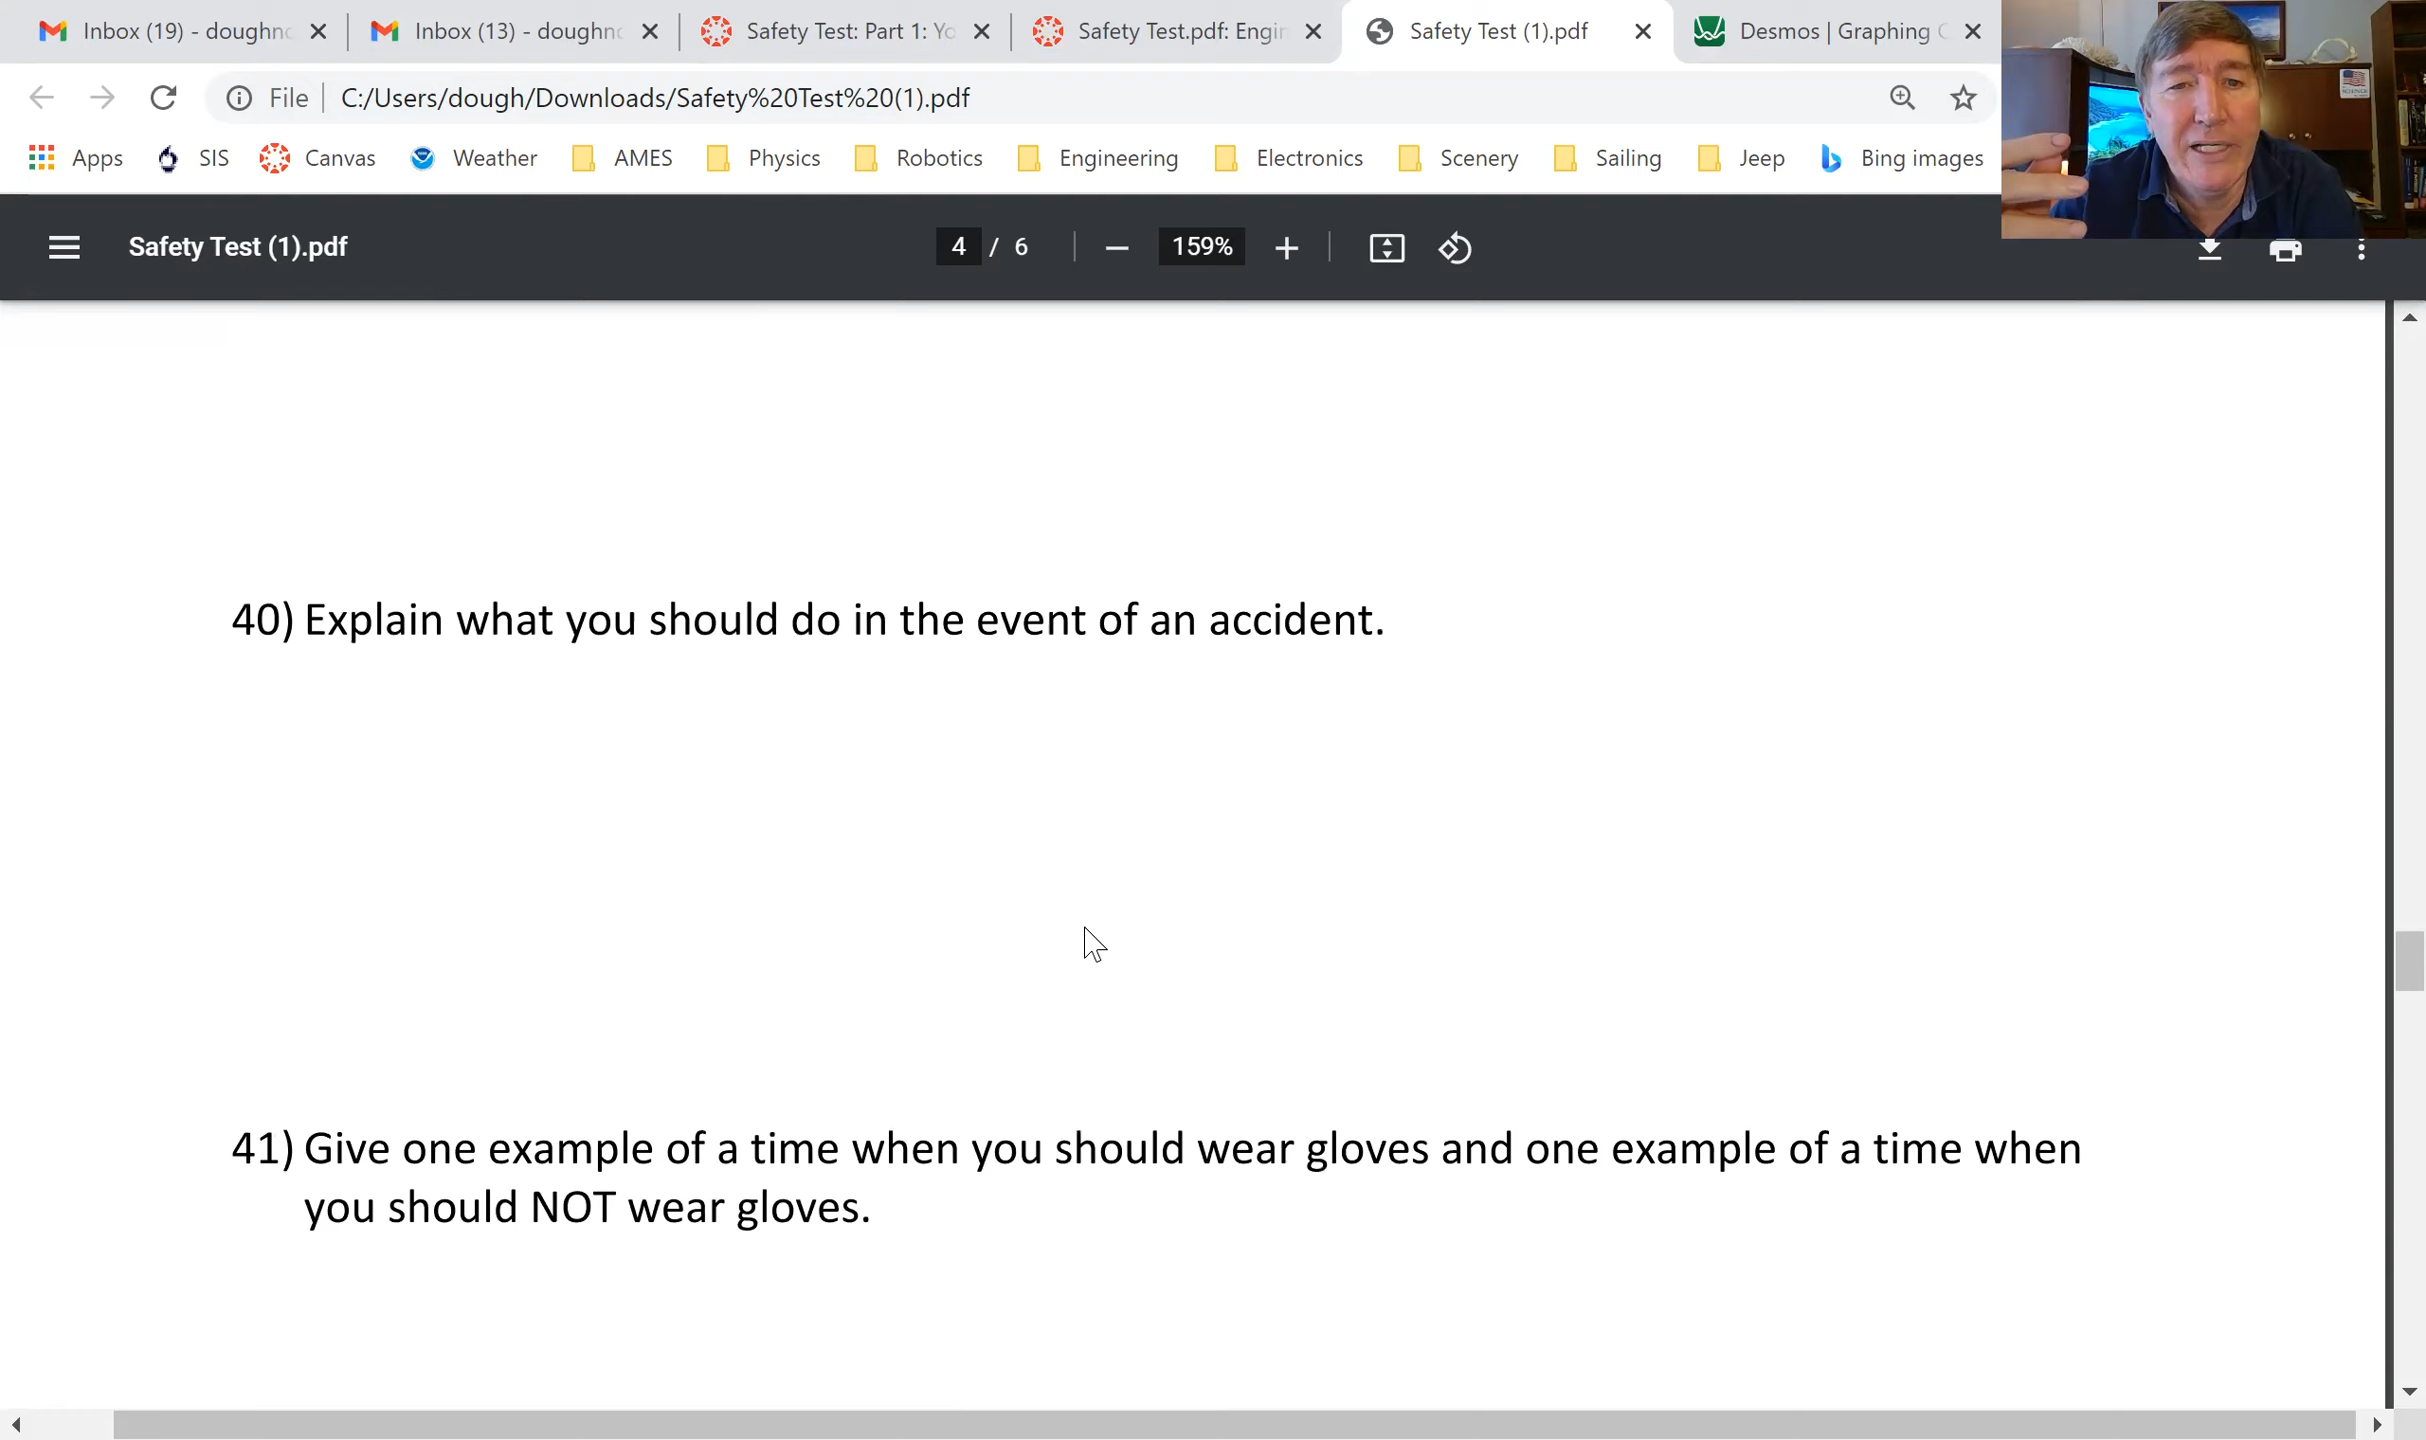 Inbox (19) - doughn
Inbox (13) - doughn
Safety Test: Part 1: Yo
Safety Test.pdf: Engin
Safety Test (1).pdf
Desmos | Graphing C
File
C:/Users/dough/Downloads/Safety%20Test%20(1).pdf
Apps SIS Canvas Weather AMES Physics Robotics Engineering Electronics Scenery Sailing Jeep Bing images
Safety Test (1).pdf
4 / 6
159%
40) Explain what you should do in the event of an accident.
41) Give one example of a time when you should wear gloves and one example of a time when
you should NOT wear gloves.